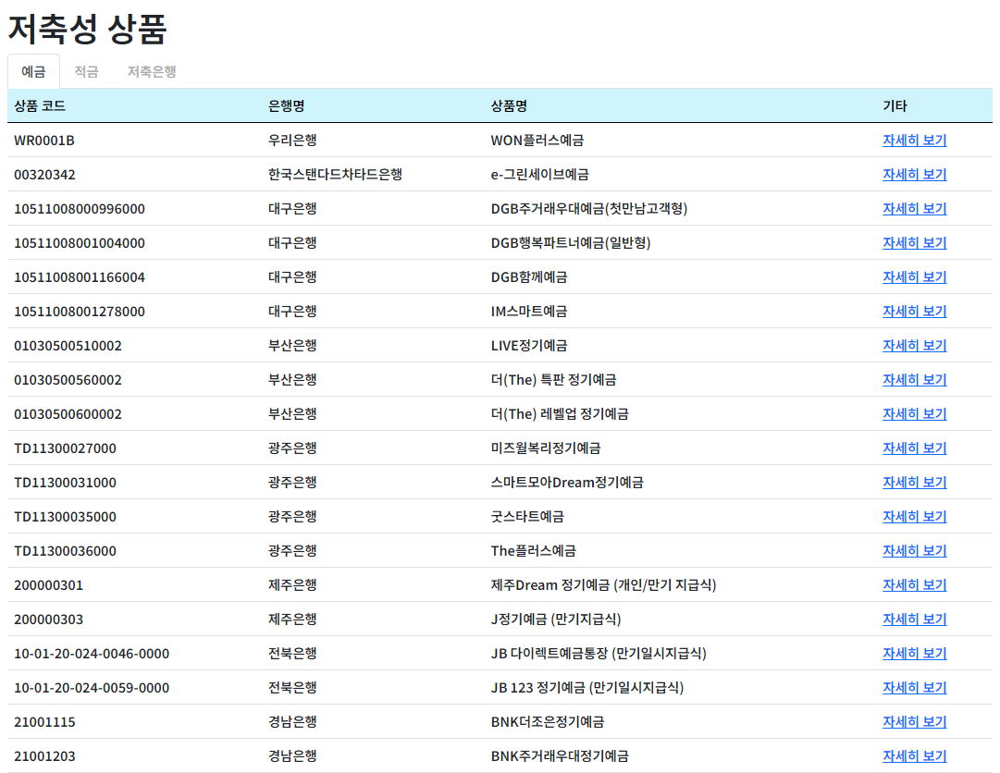 저축성 상품
예금 적금 저축은행
상품 코드 은행명 상품명 기타
WR0001B 우리은행 WON플러스예금 자세히 보기
00320342 한국스탠다드차타드은행 e-그린세이브예금 자세히 보기
10511008000996000 대구은행 DGB주거래우대예금(첫만남고객형) 자세히 보기
10511008001004000 대구은행 DGB행복파트너예금(일반형) 자세히 보기
10511008001166004 대구은행 DGB함께예금 자세히 보기
10511008001278000 대구은행 IM스마트예금 자세히 보기
01030500510002 부산은행 LIVE정기예금 자세히 보기
01030500560002 부산은행 더(The) 특판 정기예금 자세히 보기
01030500600002 부산은행 더(The) 레벨업 정기예금 자세히 보기
TD11300027000 광주은행 미즈월복리정기예금 자세히 보기
TD11300031000 광주은행 스마트모아Dream정기예금 자세히 보기
TD11300035000 광주은행 굿스타트예금 자세히 보기
TD11300036000 광주은행 The플러스예금 자세히 보기
200000301 제주은행 제주Dream 정기예금 (개인/만기 지급식) 자세히 보기
200000303 제주은행 J정기예금 (만기지급식) 자세히 보기
10-01-20-024-0046-0000 전북은행 JB 다이렉트예금통장 (만기일시지급식) 자세히 보기
10-01-20-024-0059-0000 전북은행 JB 123 정기예금 (만기일시지급식) 자세히 보기
21001115 경남은행 BNK더조은정기예금 자세히 보기
21001203 경남은행 BNK주거래우대정기예금 자세히 보기